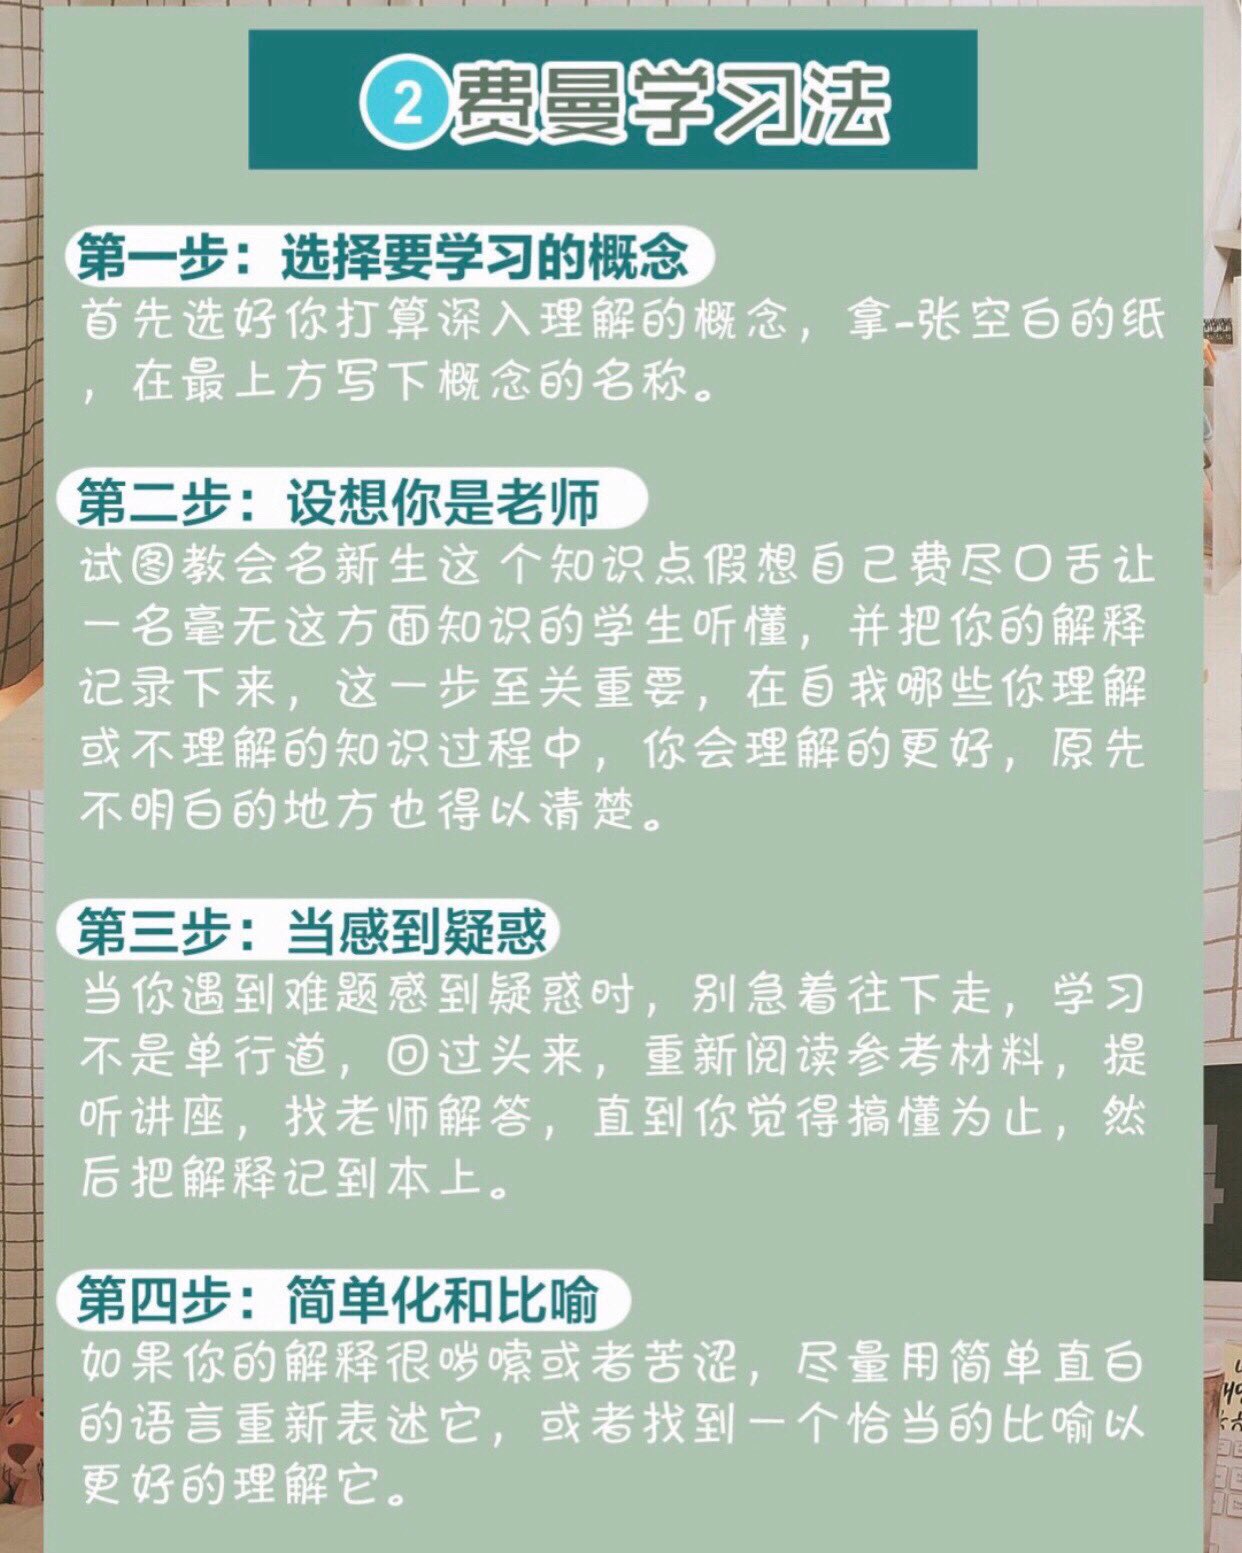 2 费曼学习法
第一步：选择要学习的概念
首先选好你打算深入理解的概念，拿-张空白的纸
，在最上方写下概念的名称。
第二步：设想你是老师
试图教会名新生这 个知识点假想自己费尽口舌让
一名毫无这方面知识的学生听懂，并把你的解释
记录下来，这一步至关重要，在自我哪些你理解
或不理解的知识过程中，你会理解的更好，原先
不明白的地方也得以清楚。
第三步：当感到疑惑
当你遇到难题感到疑惑时，别急着往下走，学习
不是单行道，回过头来，重新阅读参考材料，提
听讲座，找老师解答，直到你觉得搞懂为止，然
后把解释记到本上。
第四步：简单化和比喻
如果你的解释很哆嗦或者苦涩，尽量用简单直白
的语言重新表述它，或者找到一个恰当的比喻以
更好的理解它。